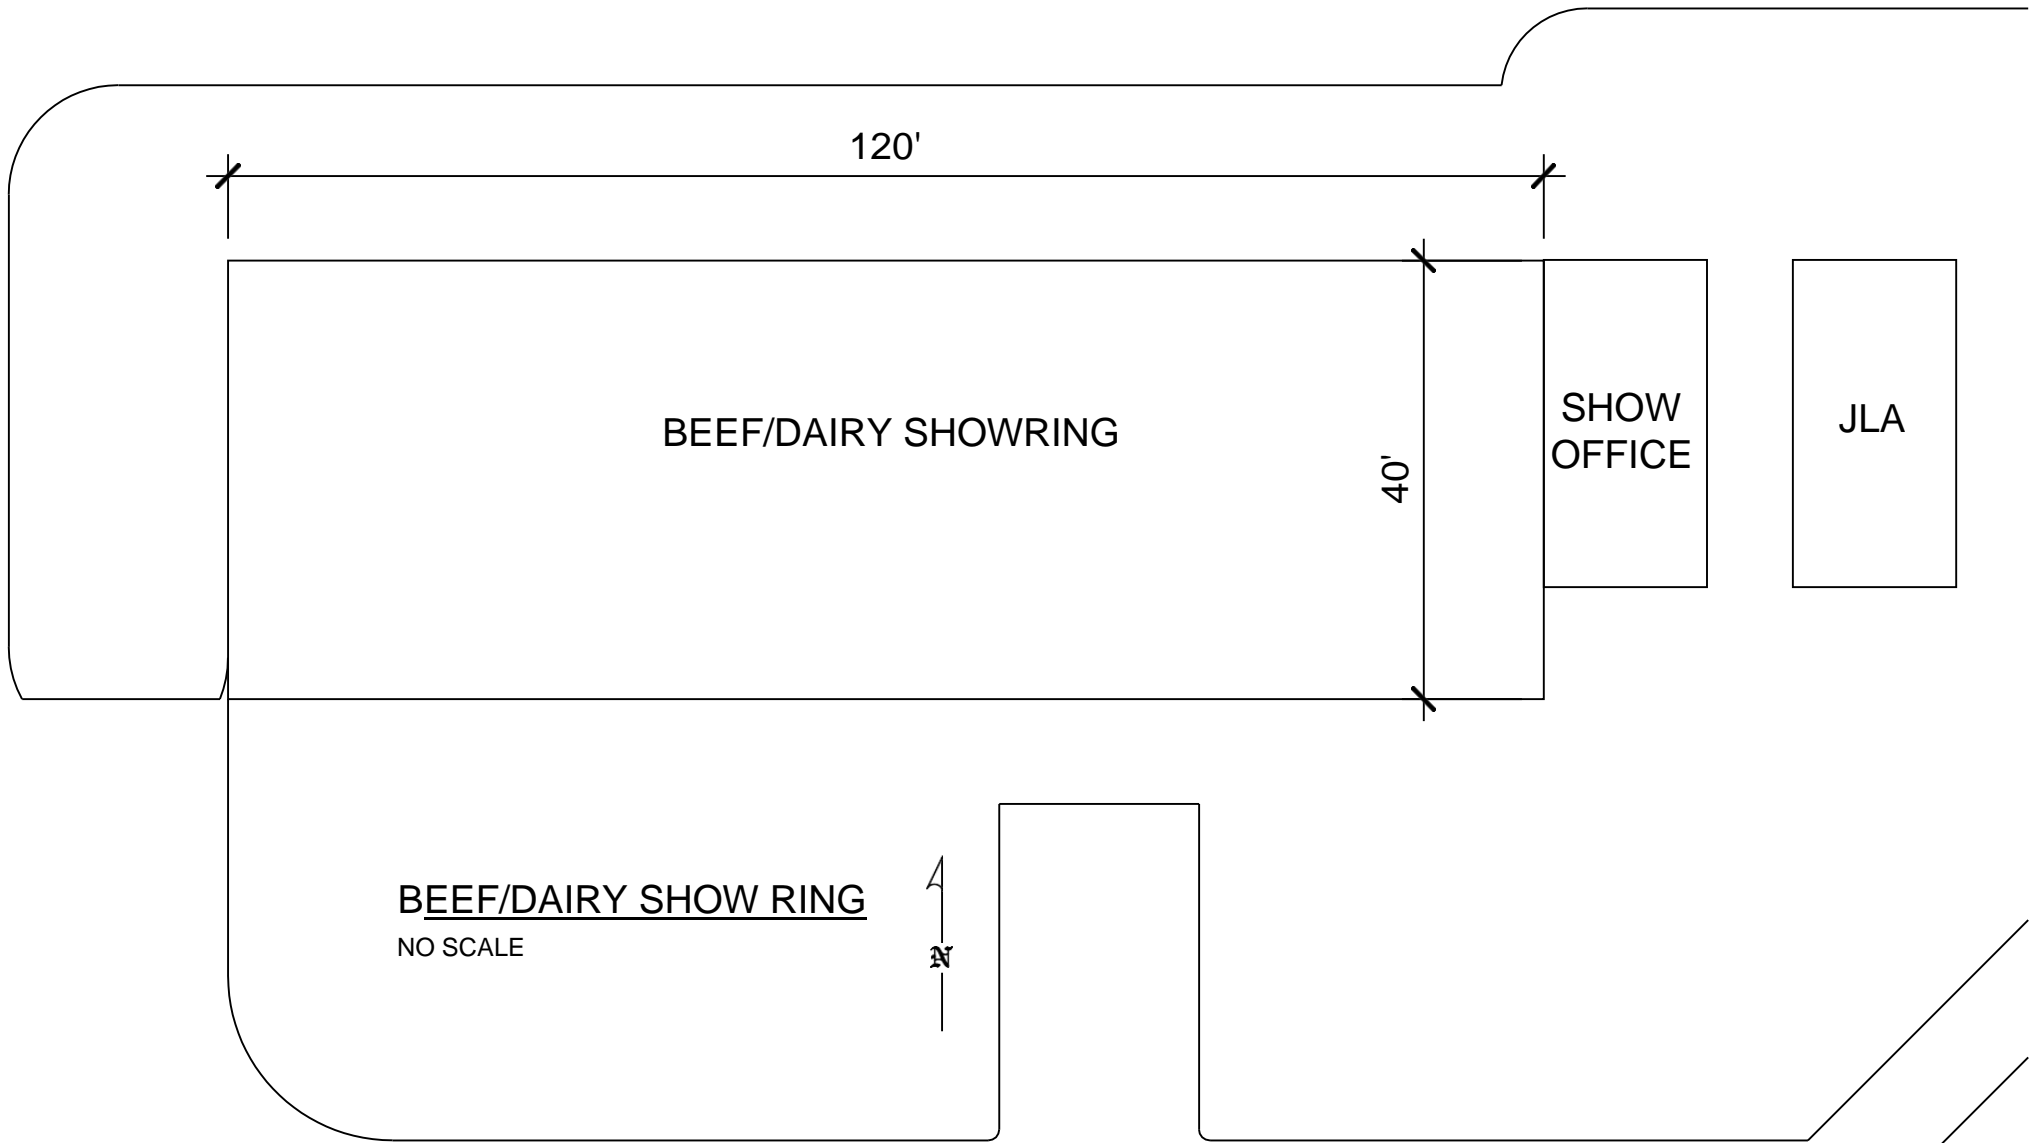 120'
BEEF/DAIRY SHOWRING
40'
SHOW
OFFICE
JLA
BEEF/DAIRY SHOW RING
NO SCALE
N